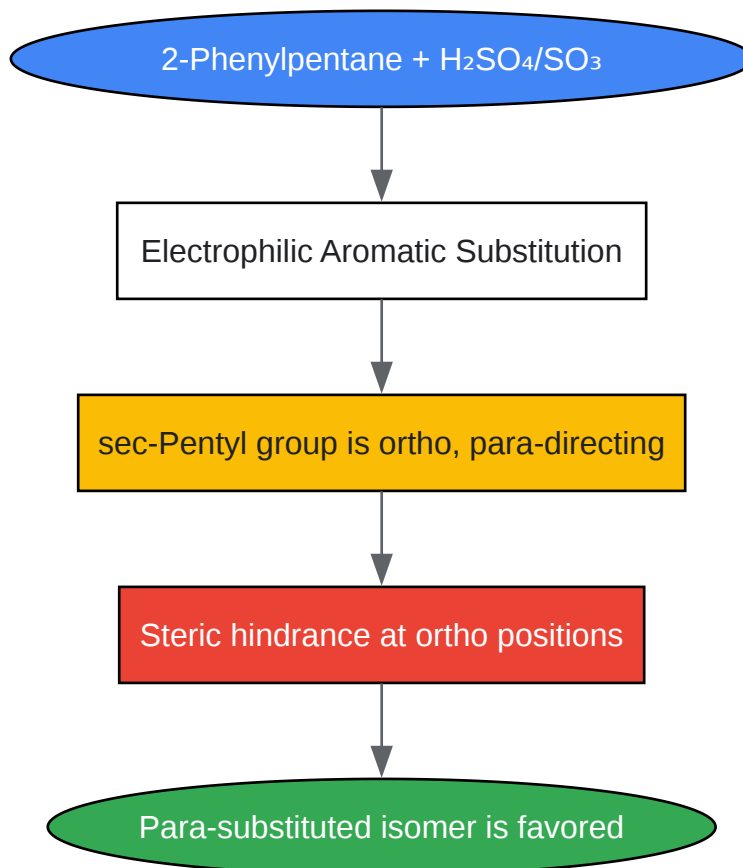 2-Phenylpentane + H₂SO₄/SO₃
Electrophilic Aromatic Substitution
sec-Pentyl group is ortho, para-directing
Steric hindrance at ortho positions
Para-substituted isomer is favored